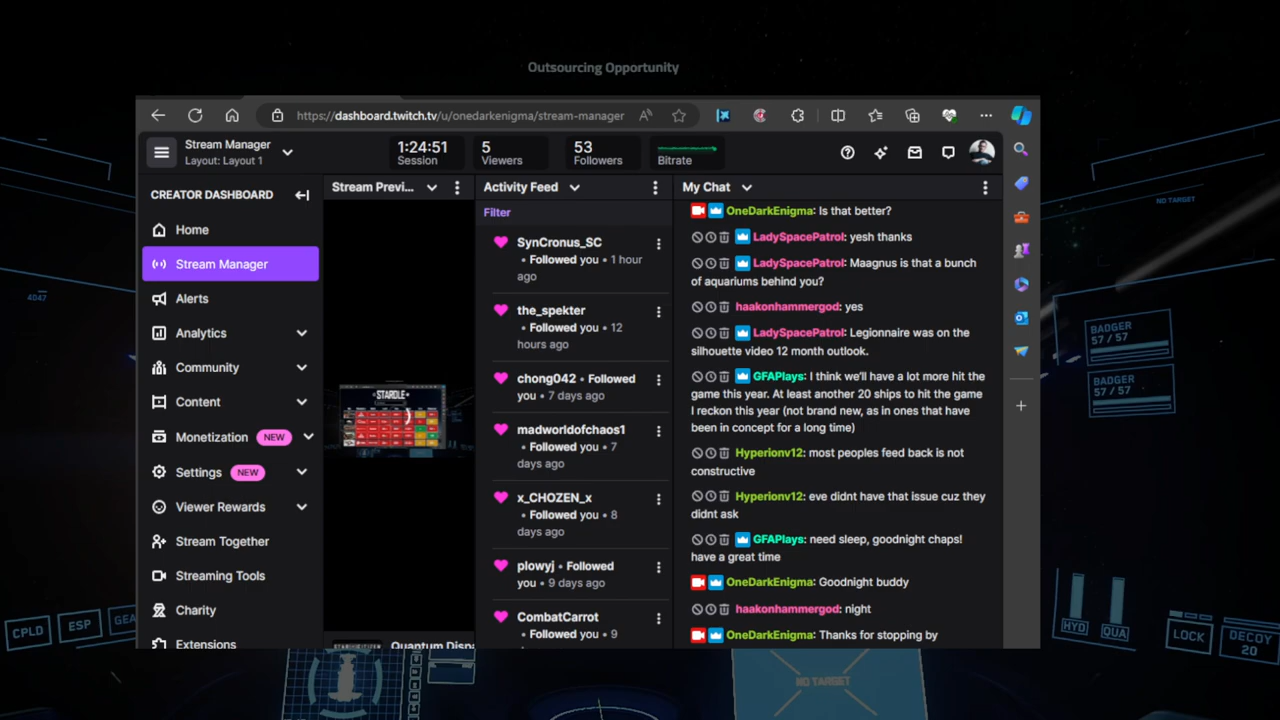 Outsourcing Opportunity
https://dashboard.twitch.tv/u/onedarkenigma/stream-manager
Stream Manager
Layout: Layout 1
1:24:51
Session
5
Viewers
53
Followers
Bitrate
CREATOR DASHBOARD
Home
Stream Manager
Alerts
Analytics
Community
Content
Monetization NEW
Settings NEW
Viewer Rewards
Stream Together
Streaming Tools
Charity
Extensions
Stream Previ...
STARDLE
Quantum Dispa
Activity Feed
Filter
SynCronus_SC
• Followed you • 1 hour
ago
the_spekter
• Followed you • 12
hours ago
chong042 • Followed
you • 7 days ago
madworldofchaos1
• Followed you • 7
days ago
x_CHOZEN_x
• Followed you • 8
days ago
plowyj • Followed
you • 9 days ago
CombatCarrot
• Followed you • 9
My Chat
OneDarkEnigma: Is that better?
LadySpacePatrol: yesh thanks
LadySpacePatrol: Maagnus is that a bunch
of aquariums behind you?
haakonhammergod: yes
LadySpacePatrol: Legionnaire was on the
silhouette video 12 month outlook.
GFAPlays: I think we'll have a lot more hit the
game this year. At least another 20 ships to hit the game
I reckon this year (not brand new, as in ones that have
been in concept for a long time)
Hyperionv12: most peoples feed back is not
constructive
Hyperionv12: eve didnt have that issue cuz they
didnt ask
GFAPlays: need sleep, goodnight chaps!
have a great time
OneDarkEnigma: Goodnight buddy
haakonhammergod: night
OneDarkEnigma: Thanks for stopping by
4047
NO TARGET
BADGER
57 / 57
BADGER
57 / 57
CPLD
ESP
GEA
HYD
QUA
LOCK
DECOY
20
NO TARGET